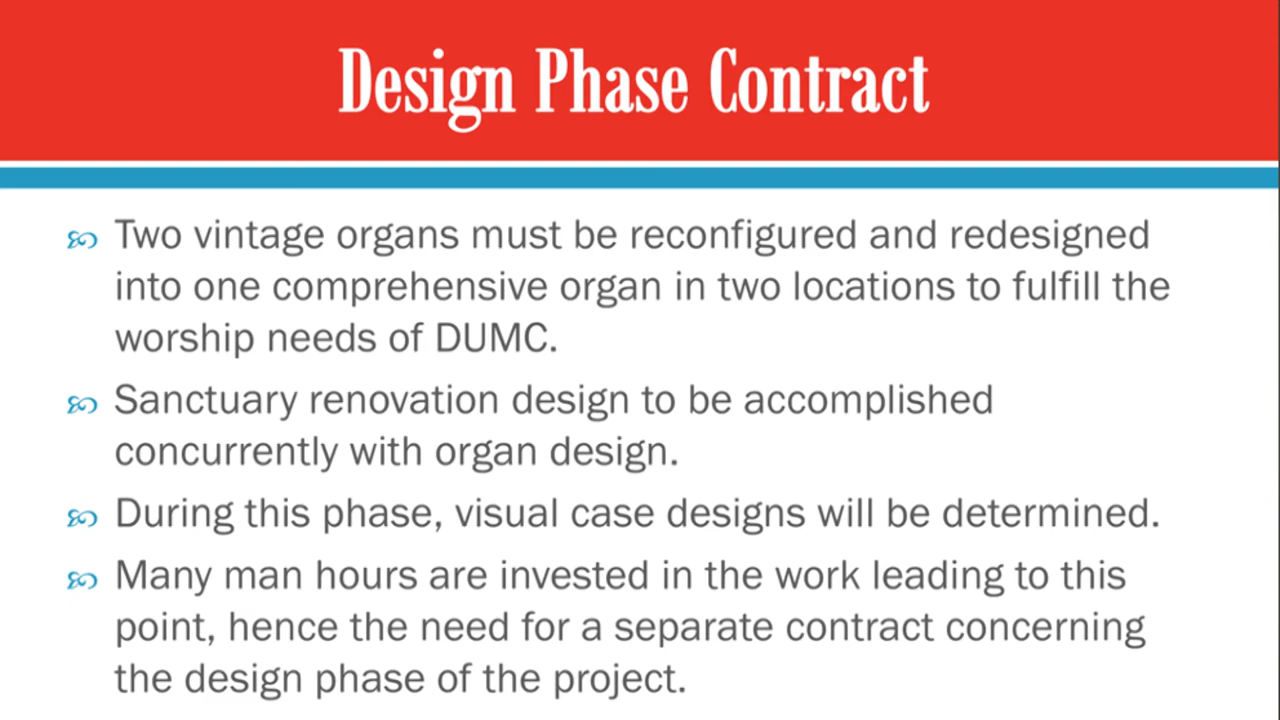 Design Phase Contract
Two vintage organs must be reconfigured and redesigned
into one comprehensive organ in two locations to fulfill the
worship needs of DUMC.
Sanctuary renovation design to be accomplished
concurrently with organ design.
During this phase, visual case designs will be determined.
Many man hours are invested in the work leading to this
point, hence the need for a separate contract concerning
the design phase of the project.